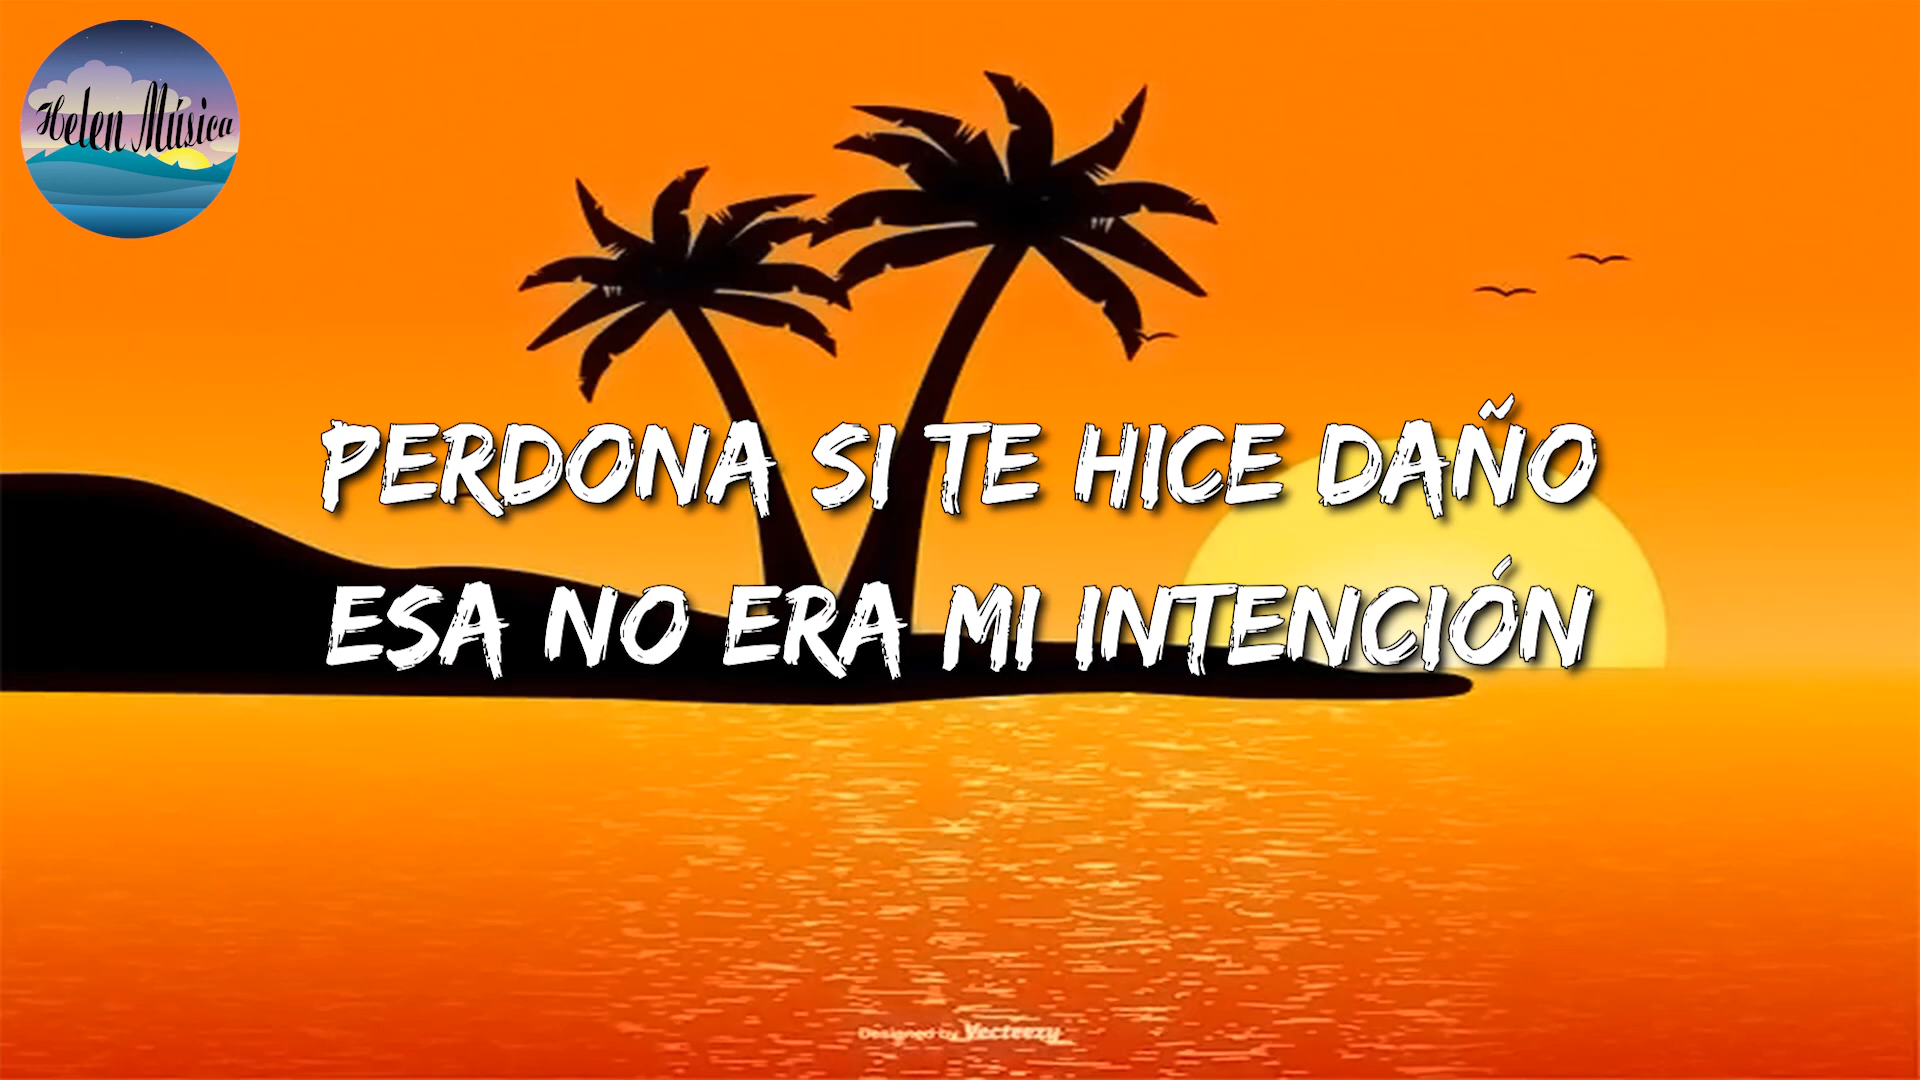 Helen Música
PERDONA SI TE HICE DAÑO
ESA NO ERA MI INTENCIÓN
Designed by Vecteezy